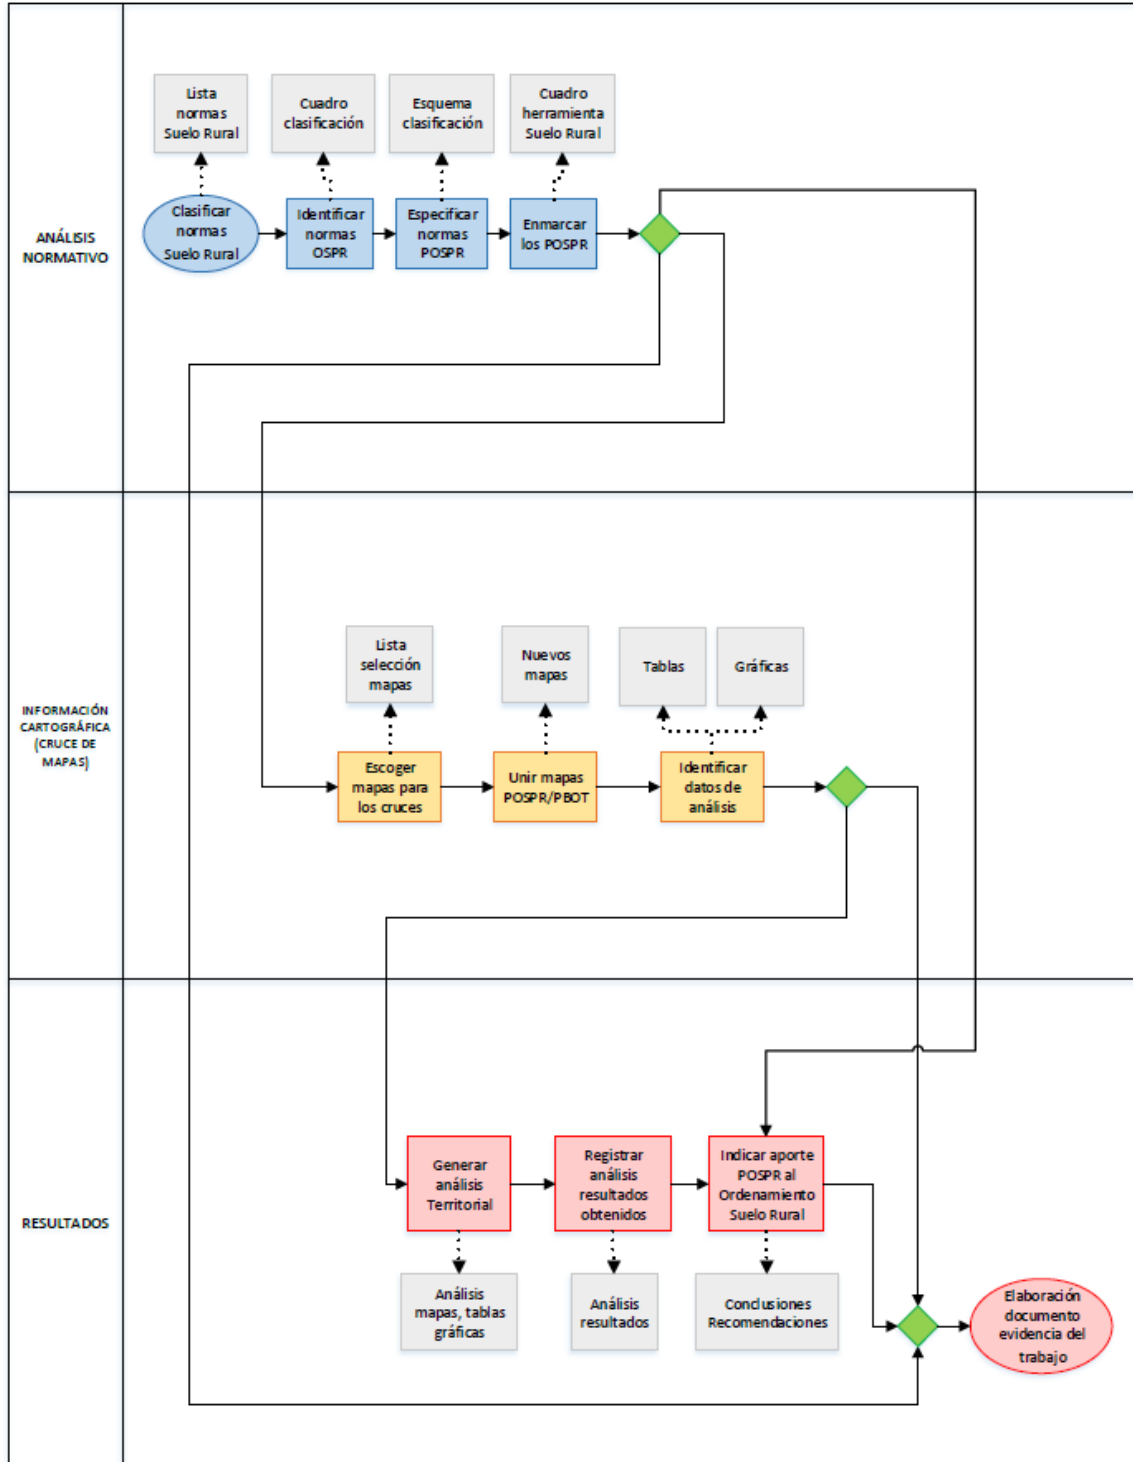 ANÁLISIS
NORMATIVO
Lista
normas
Suelo Rural
Cuadro
clasificación
Esquema
clasificación
Cuadro
herramienta
Suelo Rural
Clasificar
normas
Suelo Rural
Identificar
normas
OSPR
Especificar
normas
POSPR
Enmarcar
los POSPR
INFORMACIÓN
CARTOGRÁFICA
(CRUCE DE
MAPAS)
Lista
selección
mapas
Nuevos
mapas
Tablas
Gráficas
Escoger
mapas para
los cruces
Unir mapas
POSPR/PBOT
Identificar
datos de
análisis
RESULTADOS
Generar
análisis
Territorial
Registrar
análisis
resultados
obtenidos
Indicar aporte
POSPR al
Ordenamiento
Suelo Rural
Análisis
mapas, tablas
gráficas
Análisis
resultados
Conclusiones
Recomendaciones
Elaboración
documento
evidencia del
trabajo